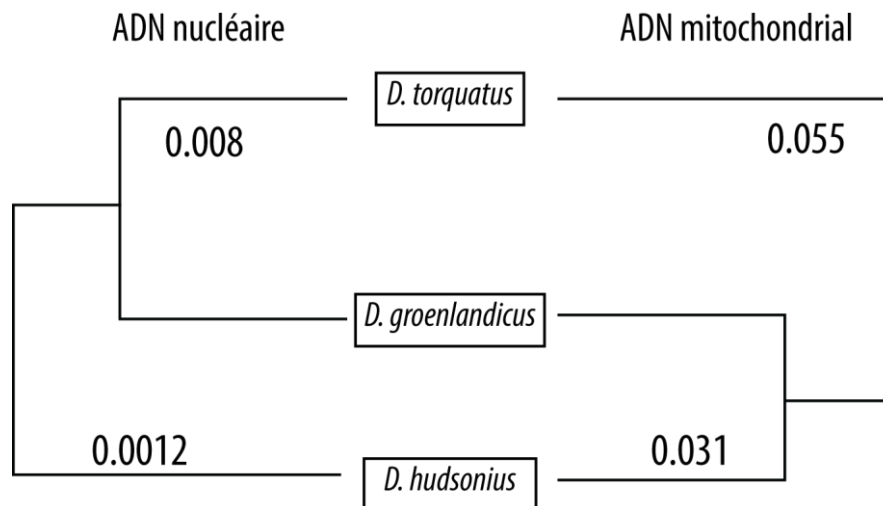 ADN nucléaire
ADN mitochondrial
D. torquatus
0.008
0.055
D. groenlandicus
0.0012
0.031
D. hudsonius